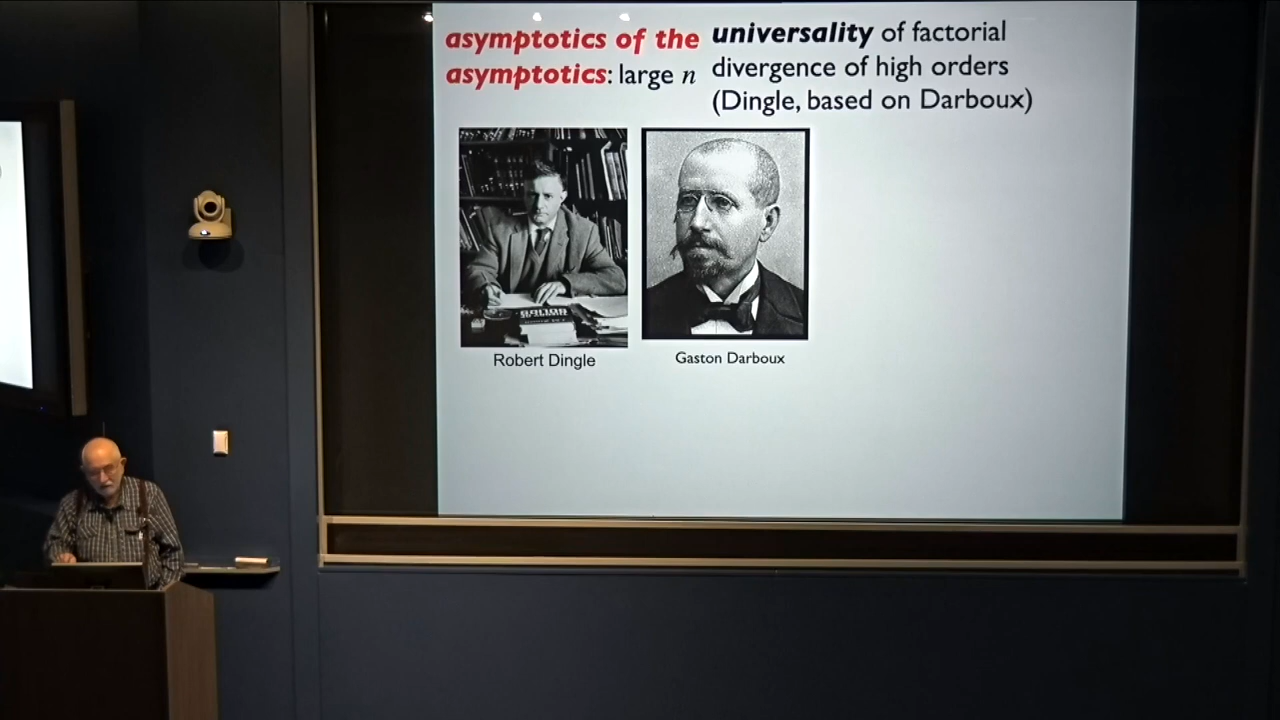 asymptotics of the
asymptotics: large n
universality of factorial
divergence of high orders
(Dingle, based on Darboux)
Robert Dingle
Gaston Darboux